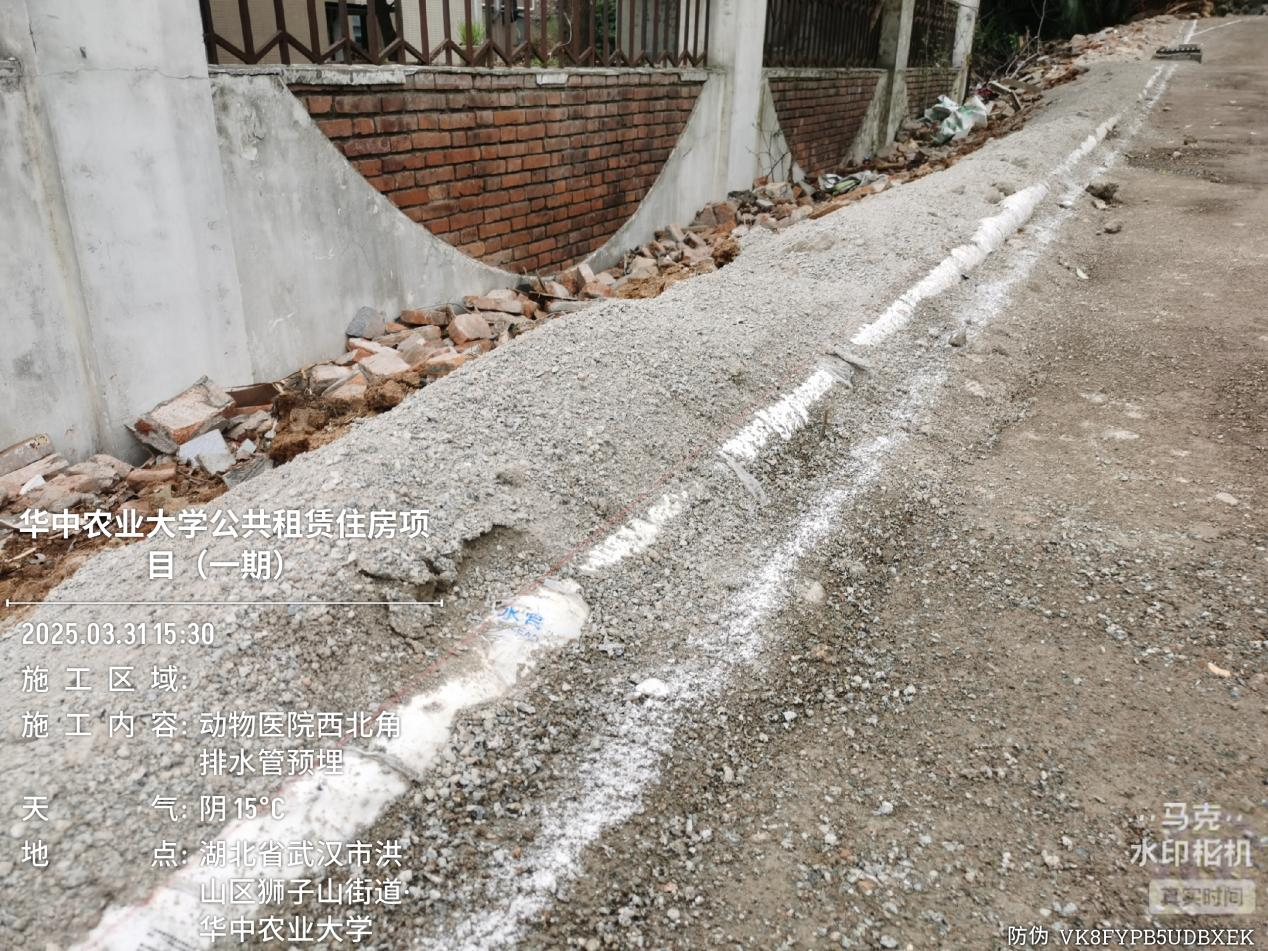 华中农业大学公共租赁住房项
目（一期）
2025.03.31 15:30
施工区域:
施工内容: 动物医院西北角
排水管预埋
天气: 阴 15℃
地点: 湖北省武汉市洪
山区狮子山街道·
华中农业大学
马克
水印相机
真实时间
防伪 VK8FYPB5UDBXEK